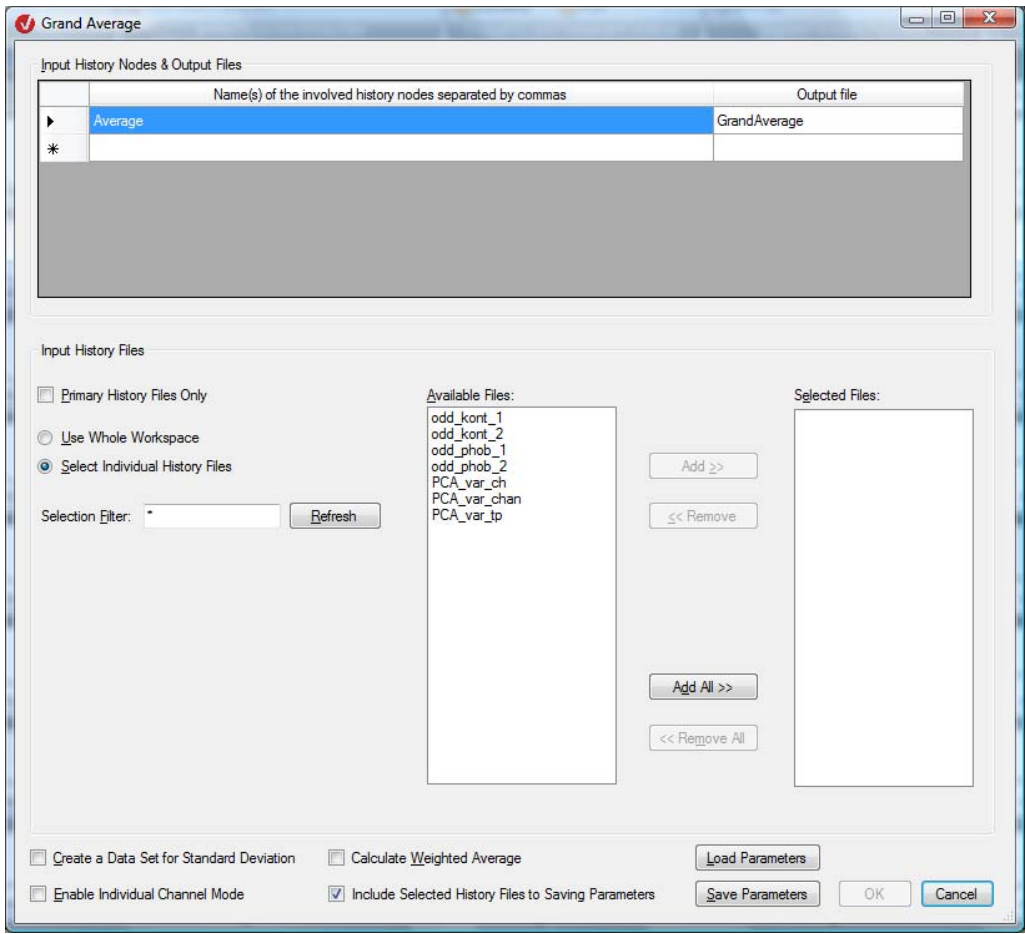 Grand Average
Input History Nodes & Output Files
Name(s) of the involved history nodes separated by commas Output file
Average GrandAverage
Input History Files
Primary History Files Only
Use Whole Workspace
Select Individual History Files
Selection Filter: * Refresh
Available Files:
odd_kont_1
odd_kont_2
odd_phob_1
odd_phob_2
PCA_var_ch
PCA_var_chan
PCA_var_tp
Add >>
<< Remove
Add All >>
<< Remove All
Selected Files:
Create a Data Set for Standard Deviation Calculate Weighted Average Load Parameters
Enable Individual Channel Mode Include Selected History Files to Saving Parameters Save Parameters OK Cancel